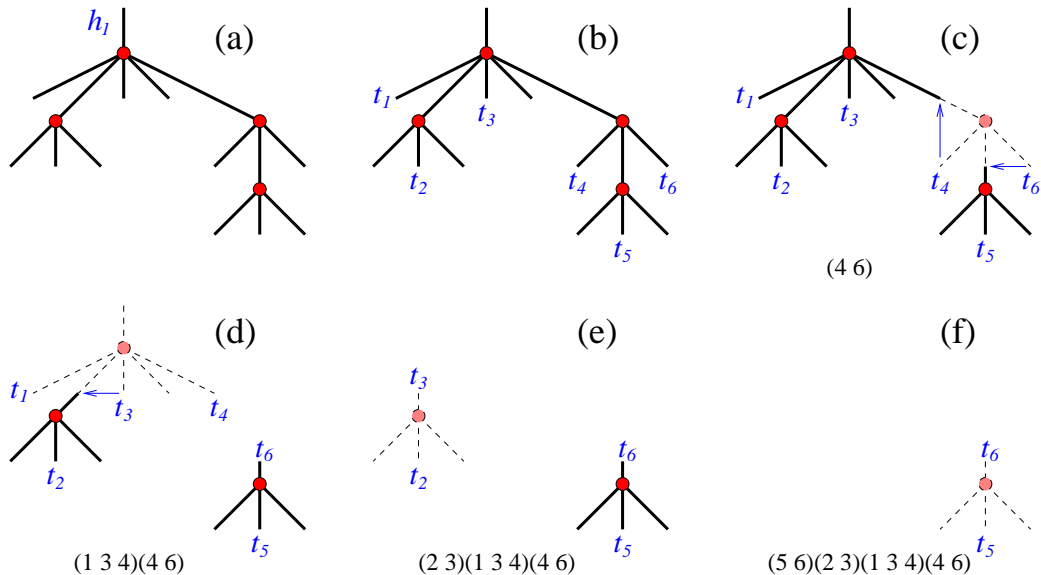 (a)
h₁
(b)
t₁
t₃
t₂
t₄
t₆
t₅
(c)
t₁
t₃
t₂
t₄
t₆
t₅
(4 6)
(d)
t₁
t₃
t₄
t₂
t₆
t₅
(1 3 4)(4 6)
(e)
t₃
t₂
t₆
t₅
(2 3)(1 3 4)(4 6)
(f)
t₆
t₅
(5 6)(2 3)(1 3 4)(4 6)